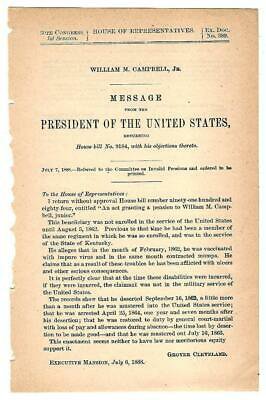 50TH CONGRESS, } HOUSE OF REPRESENTATIVES. { Ex. Doc.
1st Session. } { No. 389.
WILLIAM M. CAMPBELL, JR.
MESSAGE
FROM THE
PRESIDENT OF THE UNITED STATES,
RETURNING
House bill No. 9184, with his objections thereto.
JULY 7, 1888.—Referred to the Committee on Invalid Pensions and ordered to be
printed.
To the House of Representatives:
I return without approval House bill number ninety-one hundred and
eighty-four, entitled "An act granting a pension to William M. Camp-
bell, junior."
This beneficiary was not enrolled in the service of the United States
until August 5, 1862. Previous to that time he had been a member of
the same regiment in which he was enrolled and was in the service of
the State of Kentucky.
He alleges that in the month of February, 1862, he was vaccinated
with impure virus and in the same month contracted mumps. He
claims that as a result of these troubles he has been afflicted with ulcers
and other serious consequences.
It is perfectly clear that at the time these disabilities were incurred,
if they were incurred, the claimant was not in the military service of
the United States.
The records show that he deserted September 16, 1862, a little more
than a month after he was mustered into the United States service;
that he was arrested April 25, 1864, one year and seven months after
his desertion; that he was restored to duty by general court-martial
with loss of pay and allowances during absence—the time lost by deser-
tion to be made good—and that he was mustered out July 16, 1865.
This enactment seems neither to have law nor meritorious equity
to support it.
GROVER CLEVELAND.
EXECUTIVE MANSION, July 6, 1888.